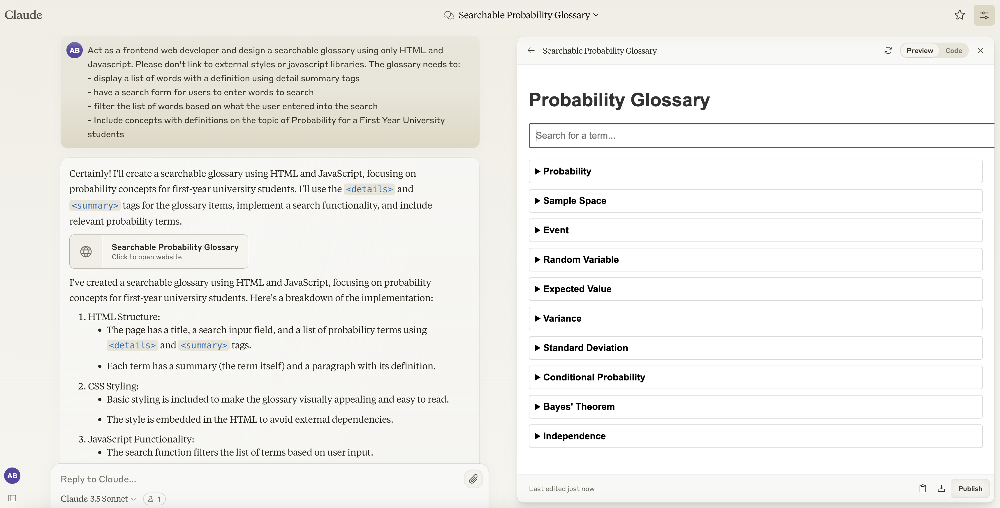 Claude
Searchable Probability Glossary
AB
Act as a frontend web developer and design a searchable glossary using only HTML and
Javascript. Please don't link to external styles or javascript libraries. The glossary needs to:
- display a list of words with a definition using detail summary tags
- have a search form for users to enter words to search
- filter the list of words based on what the user entered into the search
- Include concepts with definitions on the topic of Probability for a First Year University
students
Certainly! I'll create a searchable glossary using HTML and JavaScript, focusing on
probability concepts for first-year university students. I'll use the <details> and
<summary> tags for the glossary items, implement a search functionality, and include
relevant probability terms.
Searchable Probability Glossary
Click to open website
I've created a searchable glossary using HTML and JavaScript, focusing on probability
concepts for first-year university students. Here's a breakdown of the implementation:
1. HTML Structure:
• The page has a title, a search input field, and a list of probability terms using
<details> and <summary> tags.
• Each term has a summary (the term itself) and a paragraph with its definition.
2. CSS Styling:
• Basic styling is included to make the glossary visually appealing and easy to read.
• The style is embedded in the HTML to avoid external dependencies.
3. JavaScript Functionality:
• The search function filters the list of terms based on user input.
AB
Reply to Claude...
Claude 3.5 Sonnet
1
Searchable Probability Glossary
Preview
Code
Probability Glossary
Search for a term...
Probability
Sample Space
Event
Random Variable
Expected Value
Variance
Standard Deviation
Conditional Probability
Bayes' Theorem
Independence
Last edited just now
Publish